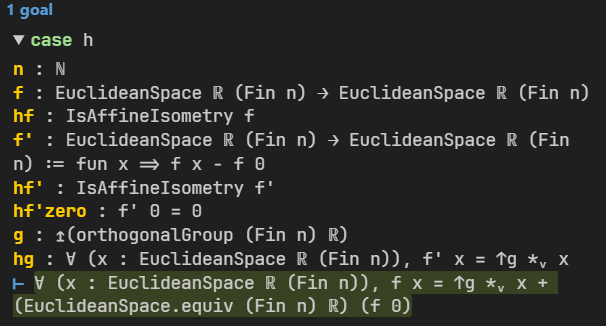 1 goal
▼ case h
n : ℕ
f : EuclideanSpace ℝ (Fin n) → EuclideanSpace ℝ (Fin n)
hf : IsAffineIsometry f
f' : EuclideanSpace ℝ (Fin n) → EuclideanSpace ℝ (Fin
n) := fun x ⇒ f x - f 0
hf' : IsAffineIsometry f'
hf'zero : f' 0 = 0
g : ↥(orthogonalGroup (Fin n) ℝ)
hg : ∀ (x : EuclideanSpace ℝ (Fin n)), f' x = ↑g *ᵥ x
⊢ ∀ (x : EuclideanSpace ℝ (Fin n)), f x = ↑g *ᵥ x +
(EuclideanSpace.equiv (Fin n) ℝ) (f 0)